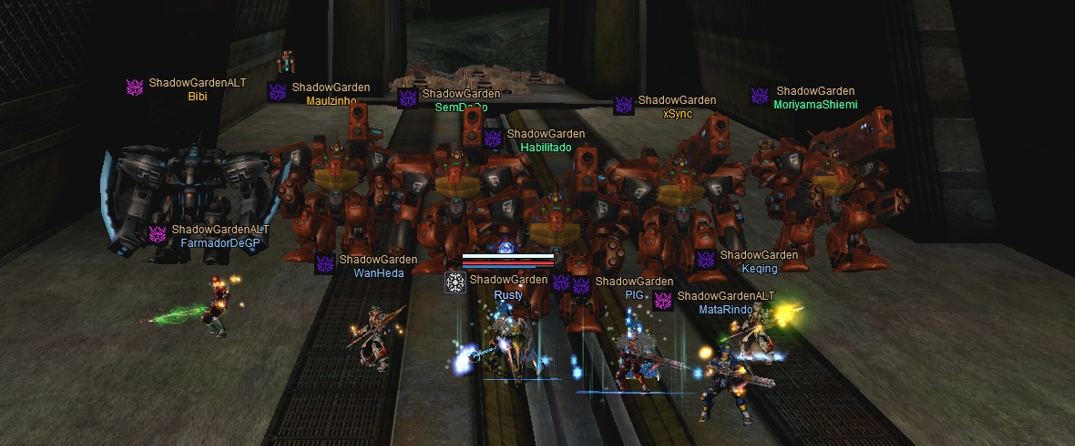 ShadowGardenALT
Bibi
ShadowGarden
Maulzinho
ShadowGarden
ShadowGarden
xSync
ShadowGarden
MoriyamaShiemi
ShadowGarden
Habilitado
ShadowGardenALT
FarmadorDeGP
ShadowGarden
WanHeda
ShadowGarden
Rusty
ShadowGarden
PIG
ShadowGarden
Keqing
ShadowGardenALT
MataRindo